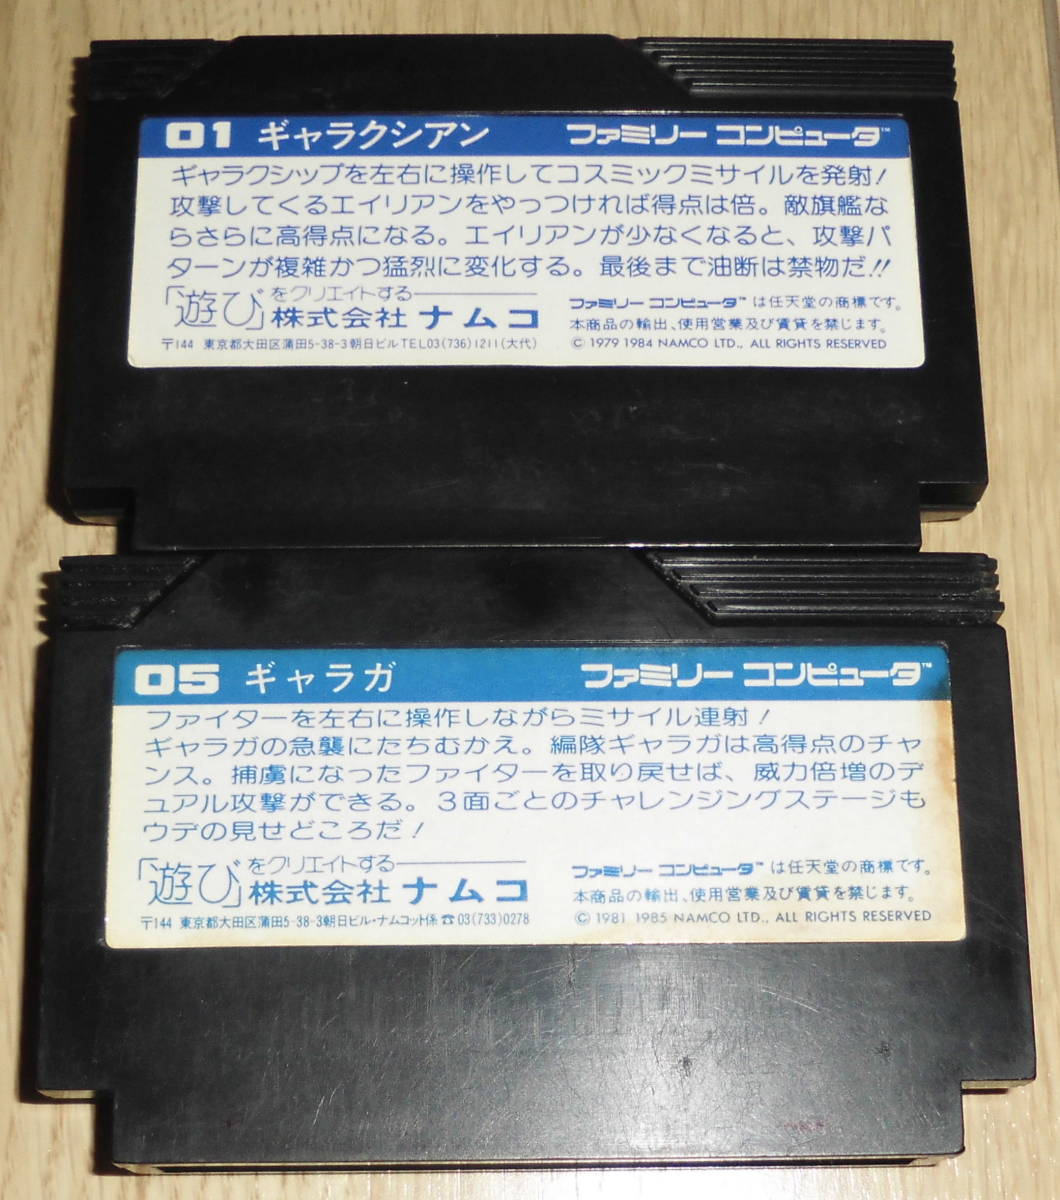 01 ギャラクシアン ファミリー コンピュータ™
ギャラクシップを左右に操作してコスミックミサイルを発射!
攻撃してくるエイリアンをやっつければ得点は倍。敵旗艦な
らさらに高得点になる。エイリアンが少なくなると、攻撃パ
ターンが複雑かつ猛烈に変化する。最後まで油断は禁物だ!!
「遊び」をクリエイトする
株式会社 ナムコ
〒144 東京都大田区蒲田5-38-3朝日ビルTEL03(736)1211(大代)
ファミリー コンピュータ™ は任天堂の商標です。
本商品の輸出、使用営業及び賃貸を禁じます。
© 1979 1984 NAMCO LTD., ALL RIGHTS RESERVED
05 ギャラガ ファミリー コンピュータ™
ファイターを左右に操作しながらミサイル連射!
ギャラガの急襲にたちむかえ。編隊ギャラガは高得点のチャ
ンス。捕虜になったファイターを取り戻せば、威力倍増のデ
ュアル攻撃ができる。3面ごとのチャレンジングステージも
ウデの見せどころだ!
「遊び」をクリエイトする
株式会社 ナムコ
〒144 東京都大田区蒲田5-38-3朝日ビル・ナムコット係 ☎03(733)0278
ファミリー コンピュータ™ は任天堂の商標です。
本商品の輸出、使用営業及び賃貸を禁じます。
© 1981 1985 NAMCO LTD., ALL RIGHTS RESERVED